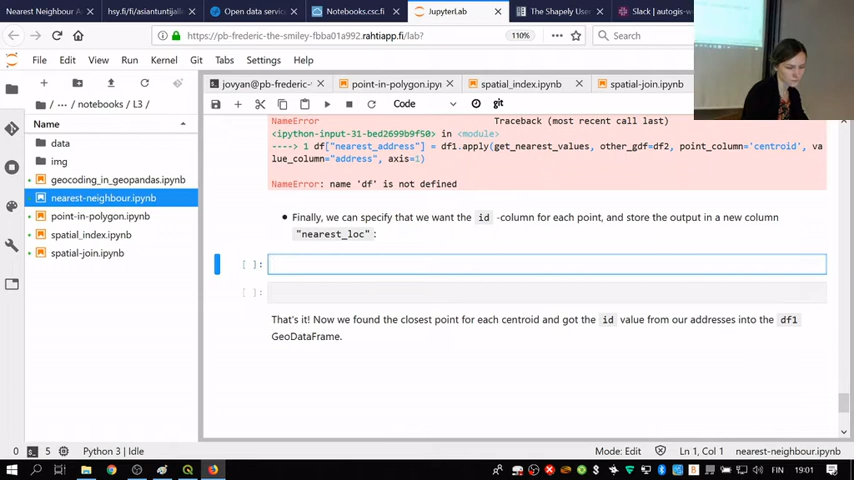 Nearest Neighbour A
hsy.fi/fi/asiantuntijalle
Open data serv
Notebooks.csc.fi
JupyterLab
The Shapely Use
Slack | autogis-w
https://pb-frederic-the-smiley-fbba01a992.rahtiapp.fi/lab?
110%
Search
File Edit View Run Kernel Git Tabs Settings Help
jovyan@pb-frederic-
point-in-polygon.ipyn
spatial_index.ipynb
spatial-join.ipynb
Code
git
/ ... / notebooks / L3 /
Name
data
img
geocoding_in_geopandas.ipynb
nearest-neighbour.ipynb
point-in-polygon.ipynb
spatial_index.ipynb
spatial-join.ipynb
NameError Traceback (most recent call last)
<ipython-input-31-bed2699b9f50> in <module>
----> 1 df["nearest_address"] = df1.apply(get_nearest_values, other_gdf=df2, point_column='centroid', va
lue_column="address", axis=1)
NameError: name 'df' is not defined
• Finally, we can specify that we want the id -column for each point, and store the output in a new column
"nearest_loc":
[ ]:
[ ]:
That's it! Now we found the closest point for each centroid and got the id value from our addresses into the df1
GeoDataFrame.
0 5 Python 3 | Idle
Mode: Edit Ln 1, Col 1 nearest-neighbour.ipynb
FIN 19:01